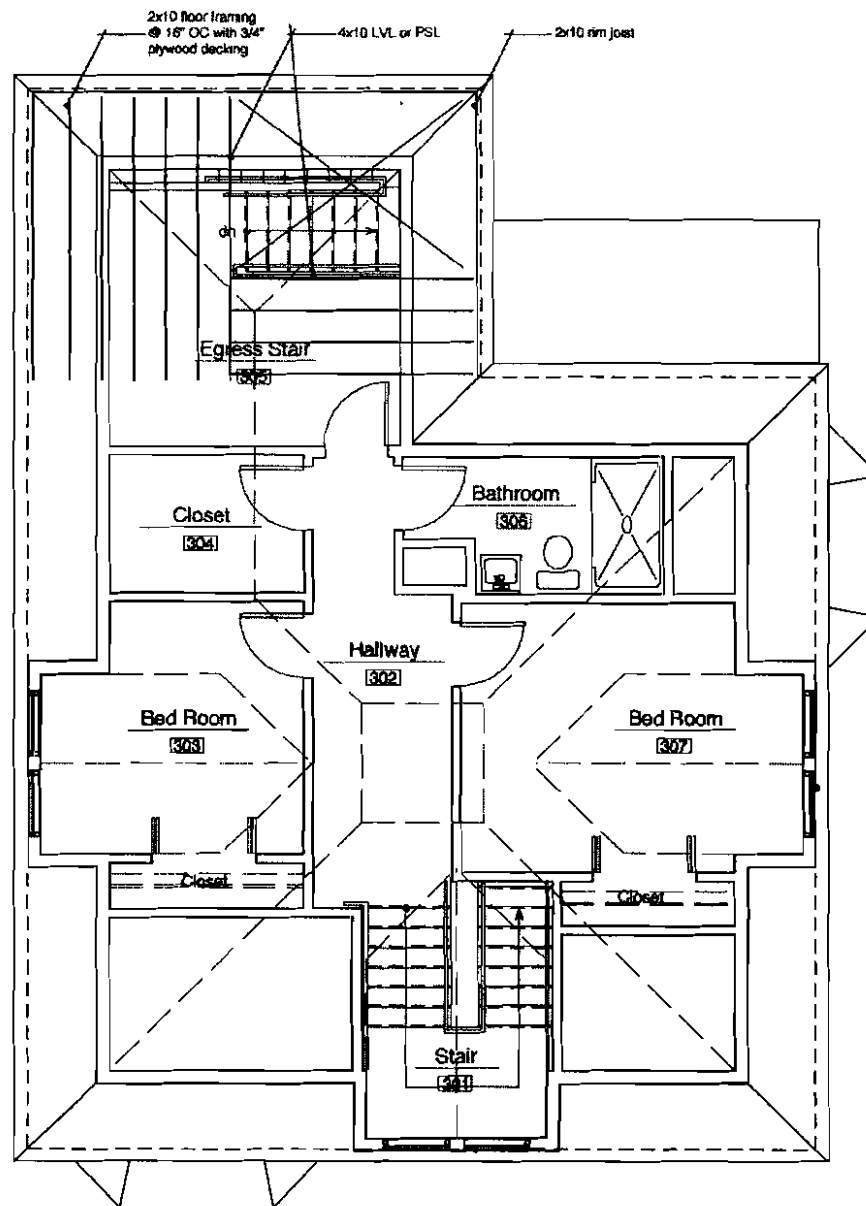 2x10 floor framing
@ 16" OC with 3/4"
plywood decking
4x10 LVL or PSL
2x10 rim joist
dn
Egress Stair
305
Closet
304
Bathroom
306
Hallway
302
Bed Room
303
Bed Room
307
Closet
Closet
Stair
301